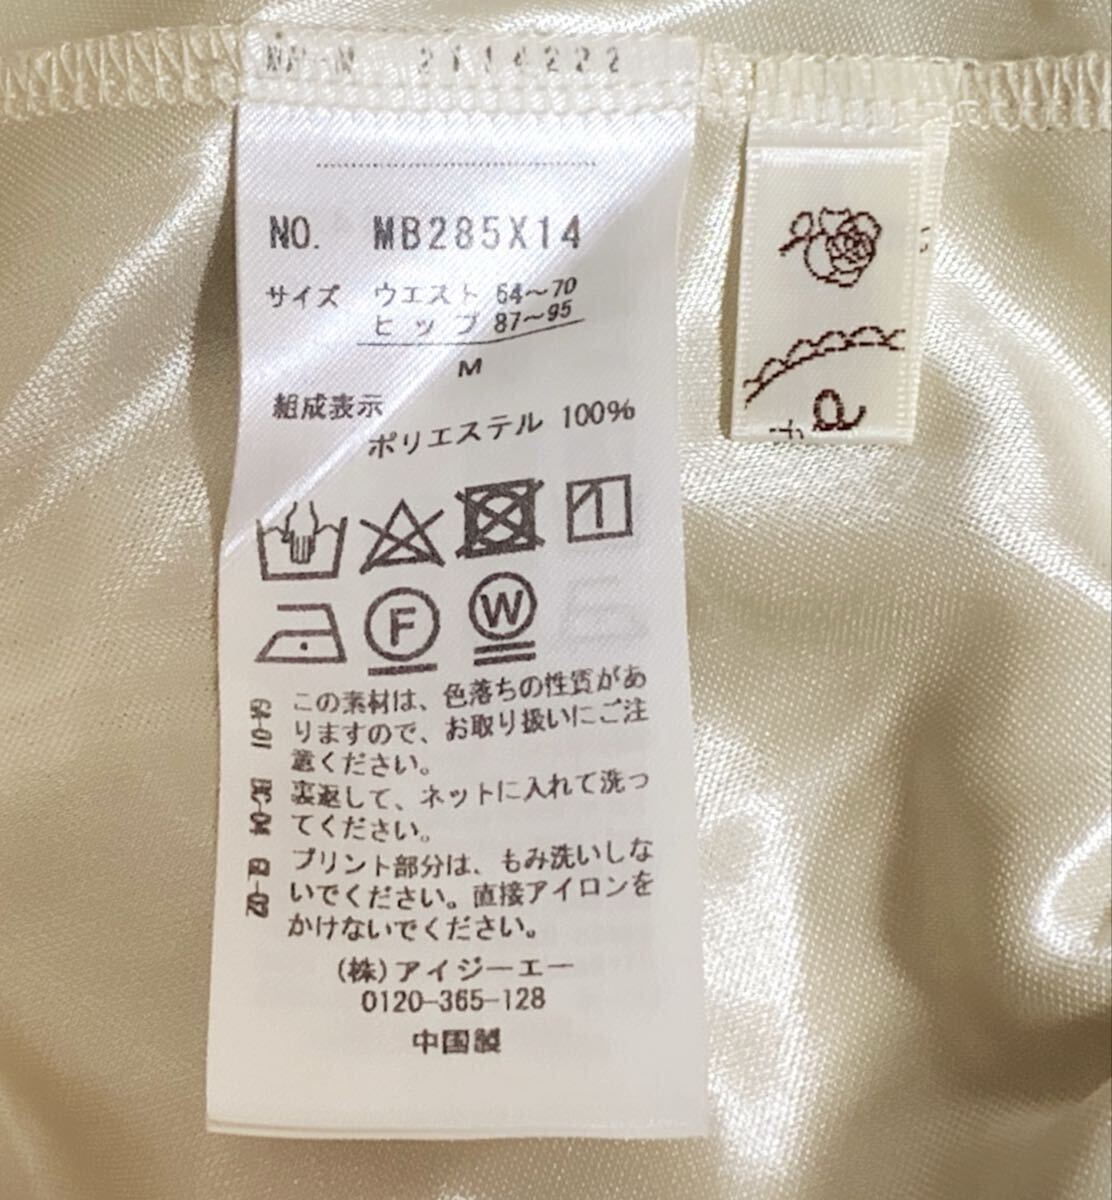 2114222
NO. MB285X14
サイズ ウエスト 64～70
ヒップ 87～95
M
組成表示
ポリエステル 100%
F
W
この素材は、色落ちの性質があ
りますので、お取り扱いにご注
意ください。
裏返して、ネットに入れて洗っ
てください。
プリント部分は、もみ洗いしな
いでください。直接アイロンを
かけないでください。
(株)アイジーエー
0120-365-128
中国製